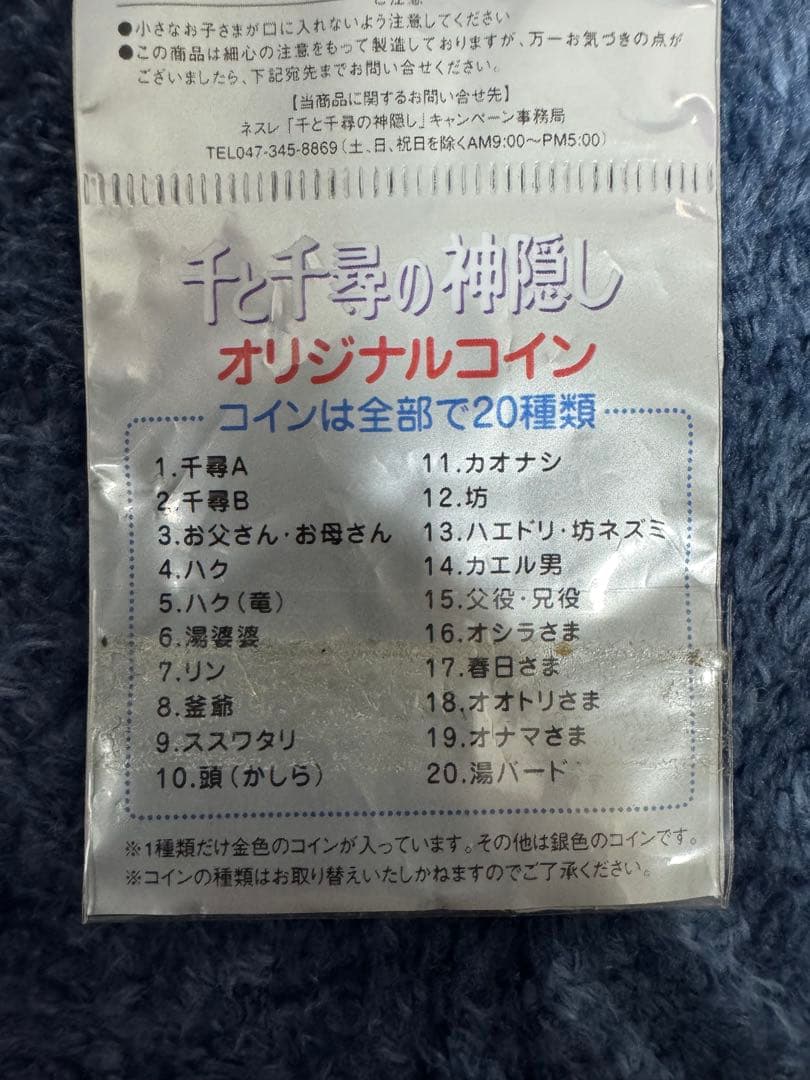 ご注意
●小さなお子さまが口に入れないよう注意してください
●この商品は細心の注意をもって製造しておりますが、万一お気づきの点が
ございましたら、下記宛先までお問い合せください。
【当商品に関するお問い合せ先】
ネスレ「千と千尋の神隠し」キャンペーン事務局
TEL047-345-8869(土、日、祝日を除くAM9:00～PM5:00)
千と千尋の神隠し
オリジナルコイン
コインは全部で20種類
1.千尋A
2.千尋B
3.お父さん・お母さん
4.ハク
5.ハク(竜)
6.湯婆婆
7.リン
8.釜爺
9.ススワタリ
10.頭(かしら)
11.カオナシ
12.坊
13.ハエドリ・坊ネズミ
14.カエル男
15.父役・兄役
16.オシラさま
17.春日さま
18.オオトリさま
19.オナマさま
20.湯バード
※1種類だけ金色のコインが入っています。その他は銀色のコインです。
※コインの種類はお取り替えいたしかねますのでご了承ください。